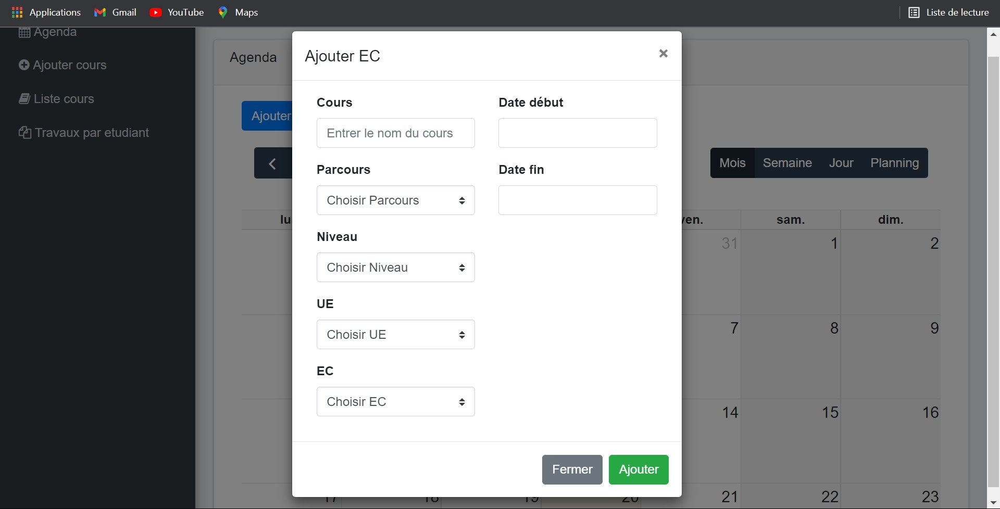 Applications Gmail YouTube Maps Liste de lecture
Agenda
Ajouter cours
Liste cours
Travaux par etudiant
Agenda
Ajouter
Mois Semaine Jour Planning
sam. dim.
31 1 2
7 8 9
14 15 16
17 18 19 20 21 22 23
Ajouter EC ×
Cours
Entrer le nom du cours
Parcours
Choisir Parcours
Niveau
Choisir Niveau
UE
Choisir UE
EC
Choisir EC
Date début
Date fin
Fermer Ajouter